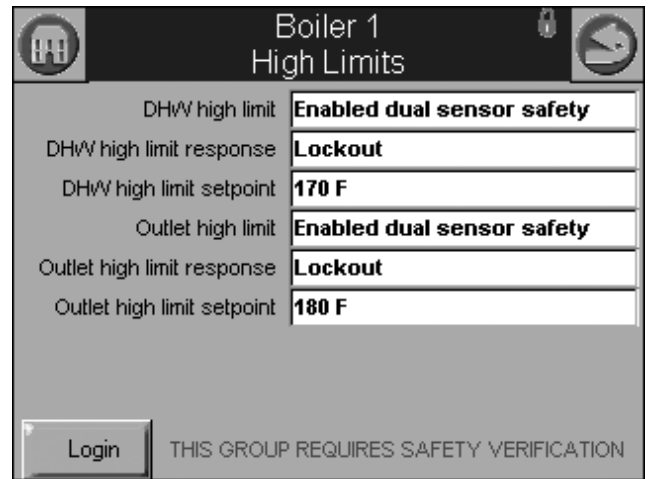 Boiler 1
High Limits
DHW high limit Enabled dual sensor safety
DHW high limit response Lockout
DHW high limit setpoint 170 F
Outlet high limit Enabled dual sensor safety
Outlet high limit response Lockout
Outlet high limit setpoint 180 F
Login THIS GROUP REQUIRES SAFETY VERIFICATION